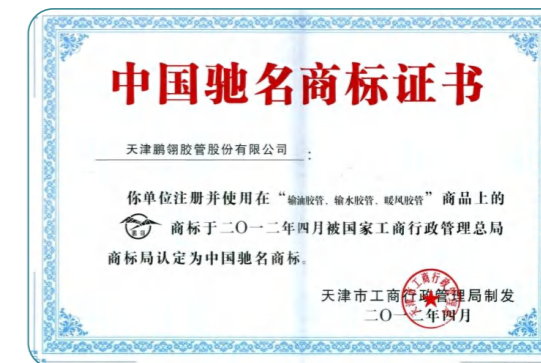 中国驰名商标证书
天津鹏翎胶管股份有限公司:
你单位注册并使用在“输油胶管、输水胶管、暖风胶管”商品上的
商标于二〇一二年四月被国家工商行政管理总局
商标局认定为中国驰名商标。
天津市工商行政管理局制发
二〇一二年四月